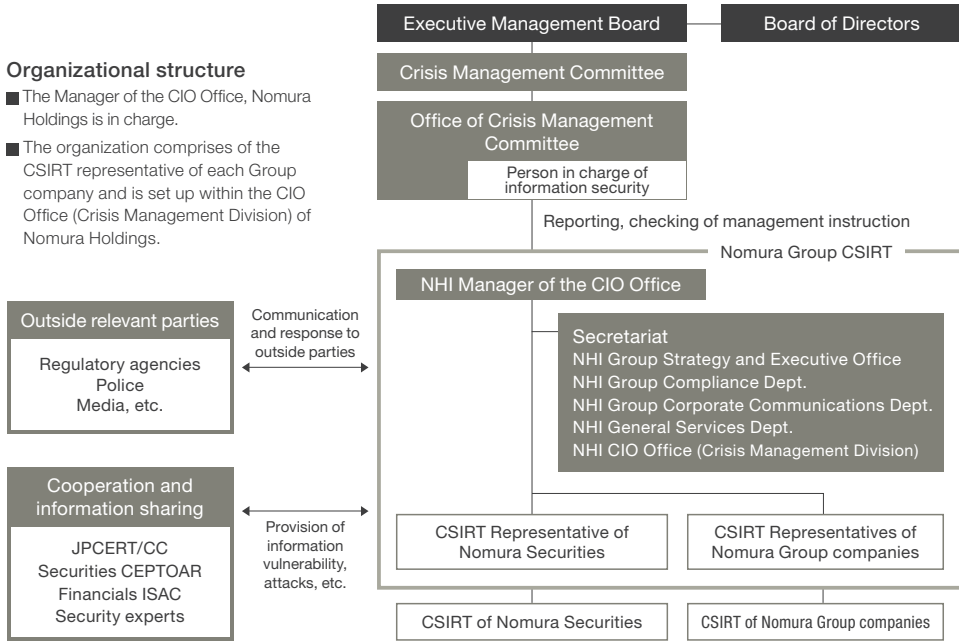 Executive Management Board
Board of Directors
Organizational structure
The Manager of the CIO Office, Nomura
Holdings is in charge.
The organization comprises of the
CSIRT representative of each Group
company and is set up within the CIO
Office (Crisis Management Division) of
Nomura Holdings.
Crisis Management Committee
Office of Crisis Management
Committee
Person in charge of
information security
Reporting, checking of management instruction
Nomura Group CSIRT
NHI Manager of the CIO Office
Secretariat
NHI Group Strategy and Executive Office
NHI Group Compliance Dept.
NHI Group Corporate Communications Dept.
NHI General Services Dept.
NHI CIO Office (Crisis Management Division)
Outside relevant parties
Regulatory agencies
Police
Media, etc.
Communication
and response to
outside parties
Cooperation and
information sharing
JPCERT/CC
Securities CEPTOAR
Financials ISAC
Security experts
Provision of
information
vulnerability,
attacks, etc.
CSIRT Representative of
Nomura Securities
CSIRT Representatives of
Nomura Group companies
CSIRT of Nomura Securities
CSIRT of Nomura Group companies